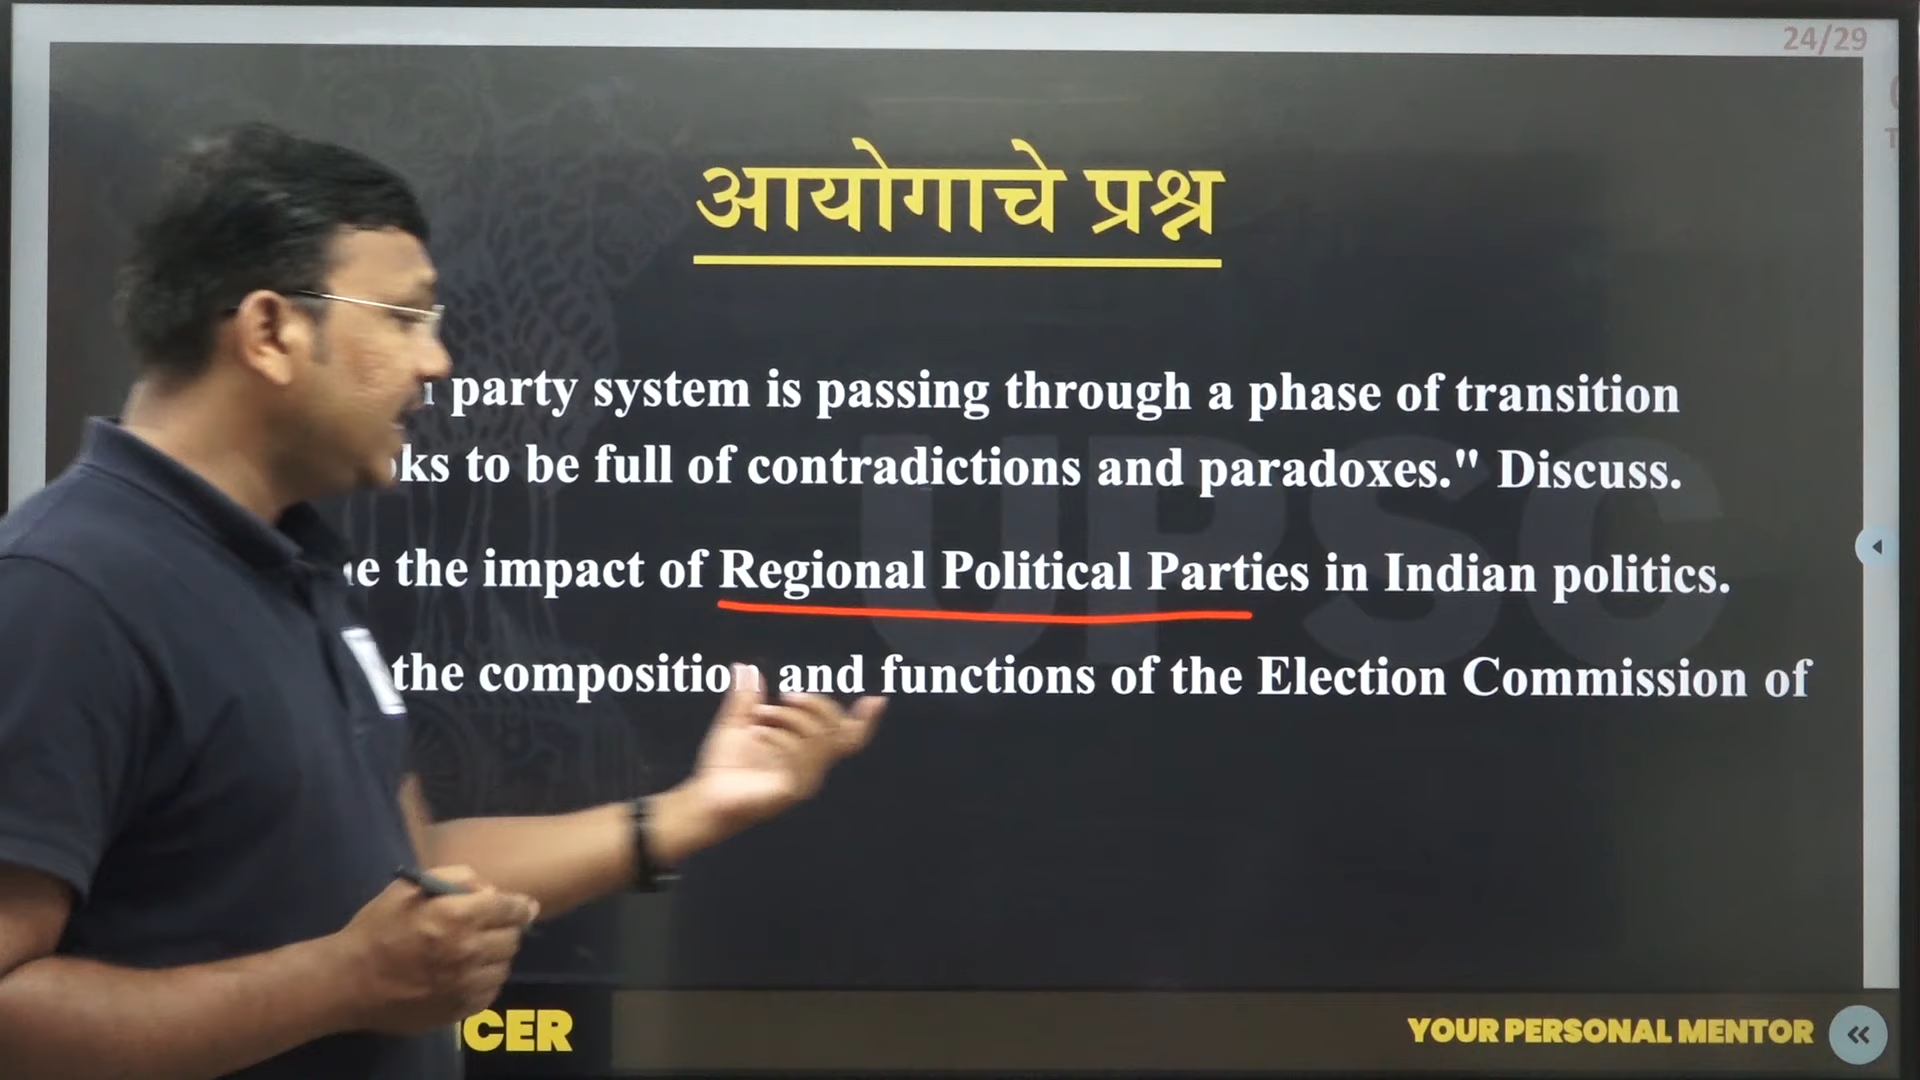 24/29
आयोगाचे प्रश्न
party system is passing through a phase of transition
to be full of contradictions and paradoxes." Discuss.
the impact of Regional Political Parties in Indian politics.
the composition and functions of the Election Commission of
UPSC
YOUR PERSONAL MENTOR